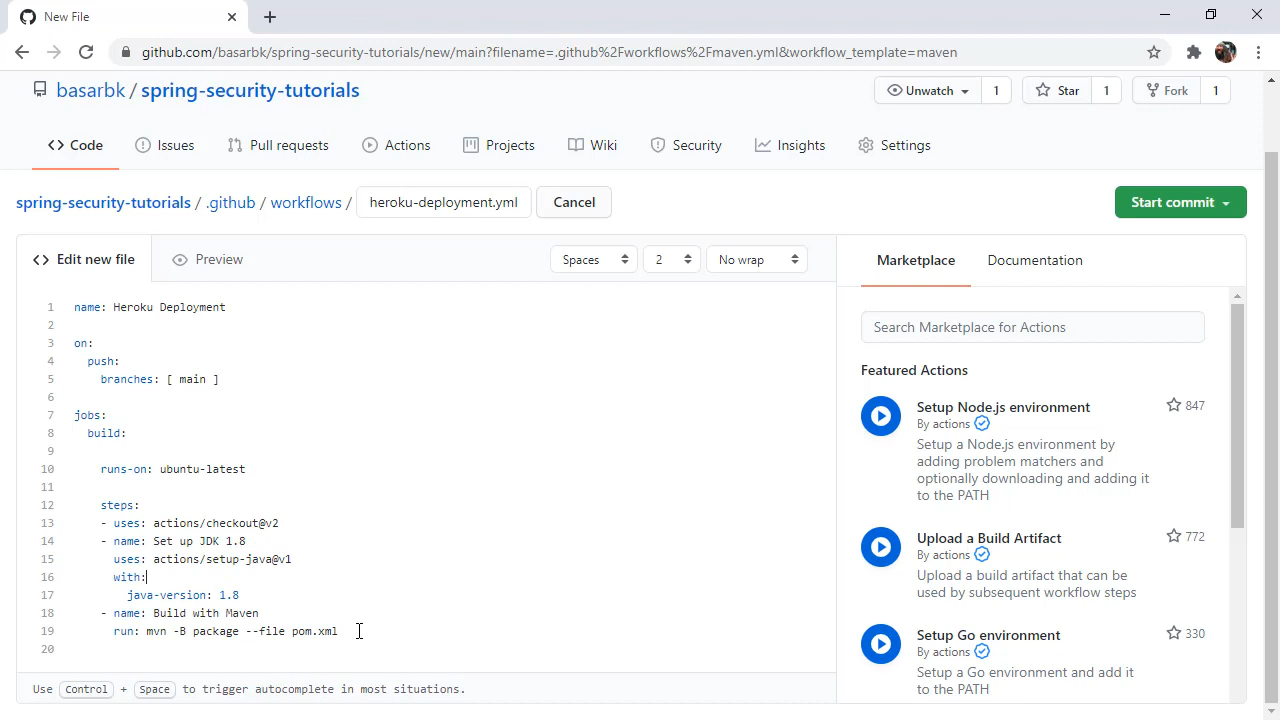 New File
github.com/basarbk/spring-security-tutorials/new/main?filename=.github%2Fworkflows%2Fmaven.yml&workflow_template=maven
basarbk / spring-security-tutorials
Unwatch 1
Star 1
Fork 1
Code
Issues
Pull requests
Actions
Projects
Wiki
Security
Insights
Settings
spring-security-tutorials / .github / workflows / heroku-deployment.yml
Cancel
Start commit
Edit new file
Preview
Spaces
2
No wrap
1 name: Heroku Deployment
2
3 on:
4 push:
5 branches: [ main ]
6
7 jobs:
8 build:
9
10 runs-on: ubuntu-latest
11
12 steps:
13 - uses: actions/checkout@v2
14 - name: Set up JDK 1.8
15 uses: actions/setup-java@v1
16 with:
17 java-version: 1.8
18 - name: Build with Maven
19 run: mvn -B package --file pom.xml
20
Use Control + Space to trigger autocomplete in most situations.
Marketplace
Documentation
Search Marketplace for Actions
Featured Actions
Setup Node.js environment
847
By actions
Setup a Node.js environment by
adding problem matchers and
optionally downloading and adding it
to the PATH
Upload a Build Artifact
772
By actions
Upload a build artifact that can be
used by subsequent workflow steps
Setup Go environment
330
By actions
Setup a Go environment and add it
to the PATH